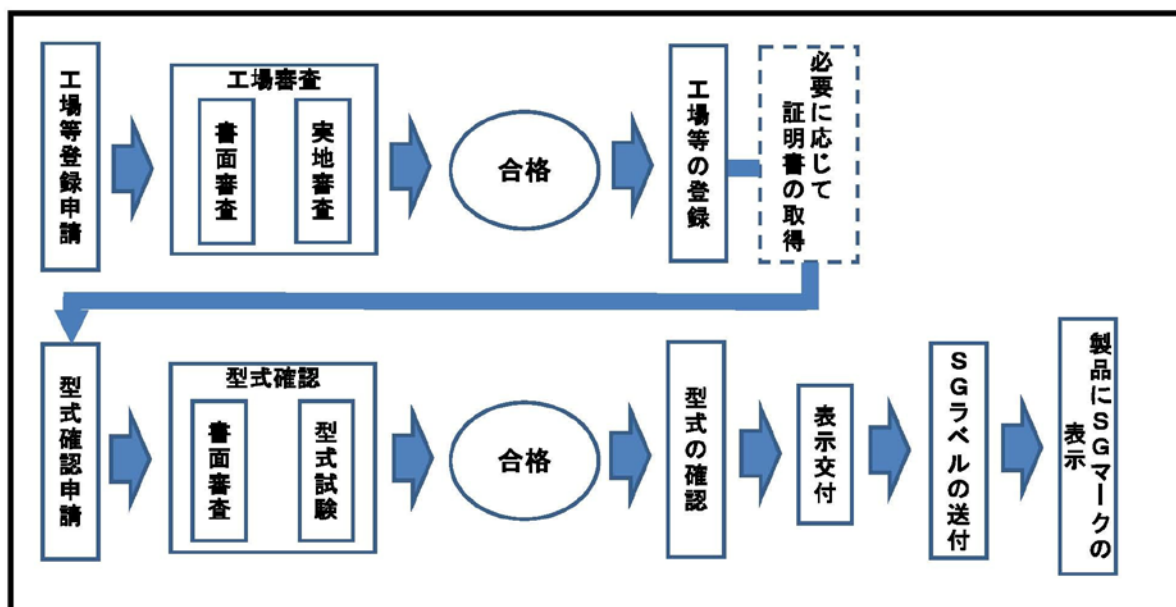 工場等登録申請
工場審査
書面審査
実地審査
合格
工場等の登録
必要に応じて
証明書の取得
型式確認申請
型式確認
書面審査
型式試験
合格
型式の確認
表示交付
SGラベルの送付
製品にSGマークの
表示